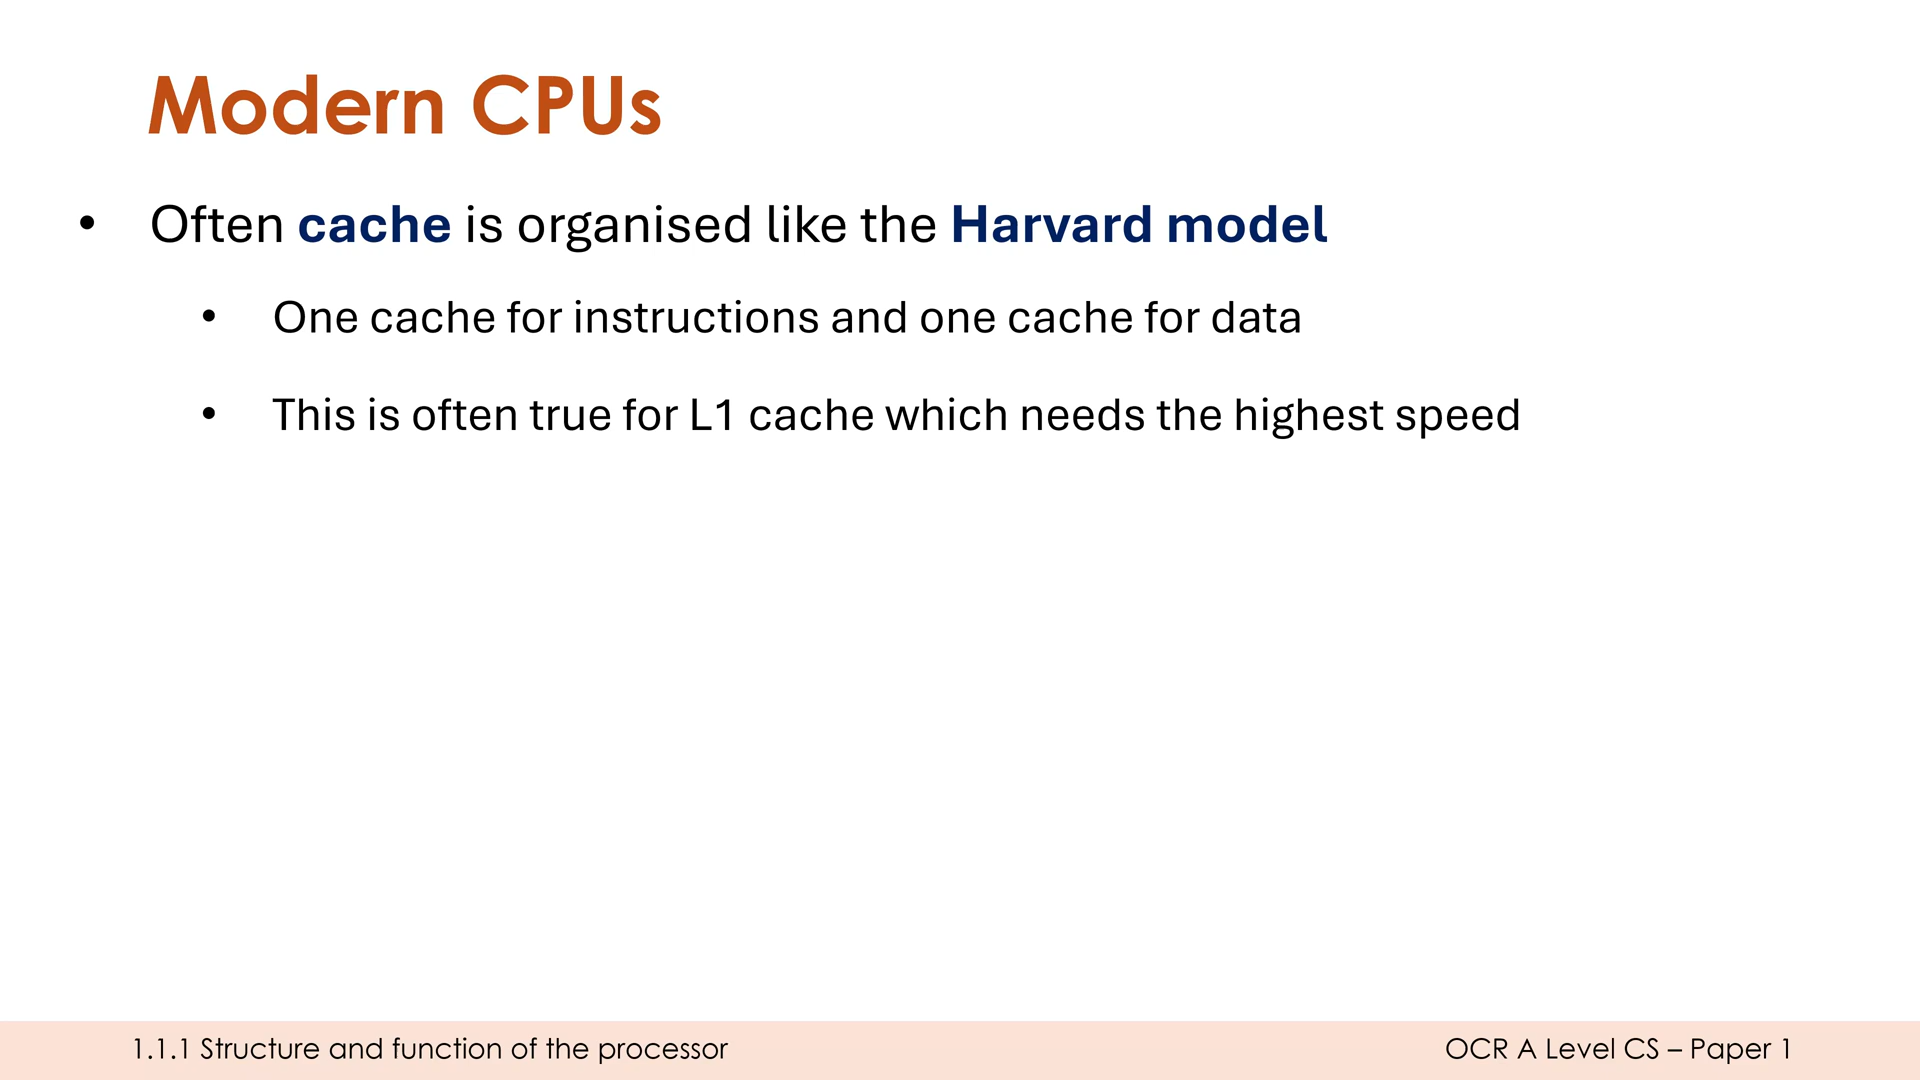 Modern CPUs
• Often cache is organised like the Harvard model
• One cache for instructions and one cache for data
• This is often true for L1 cache which needs the highest speed
1.1.1 Structure and function of the processor
OCR A Level CS – Paper 1